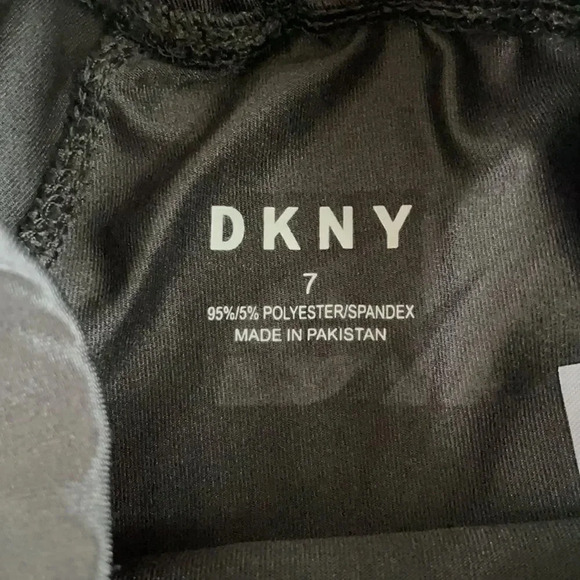 DKNY
7
95%/5% POLYESTER/SPANDEX
MADE IN PAKISTAN